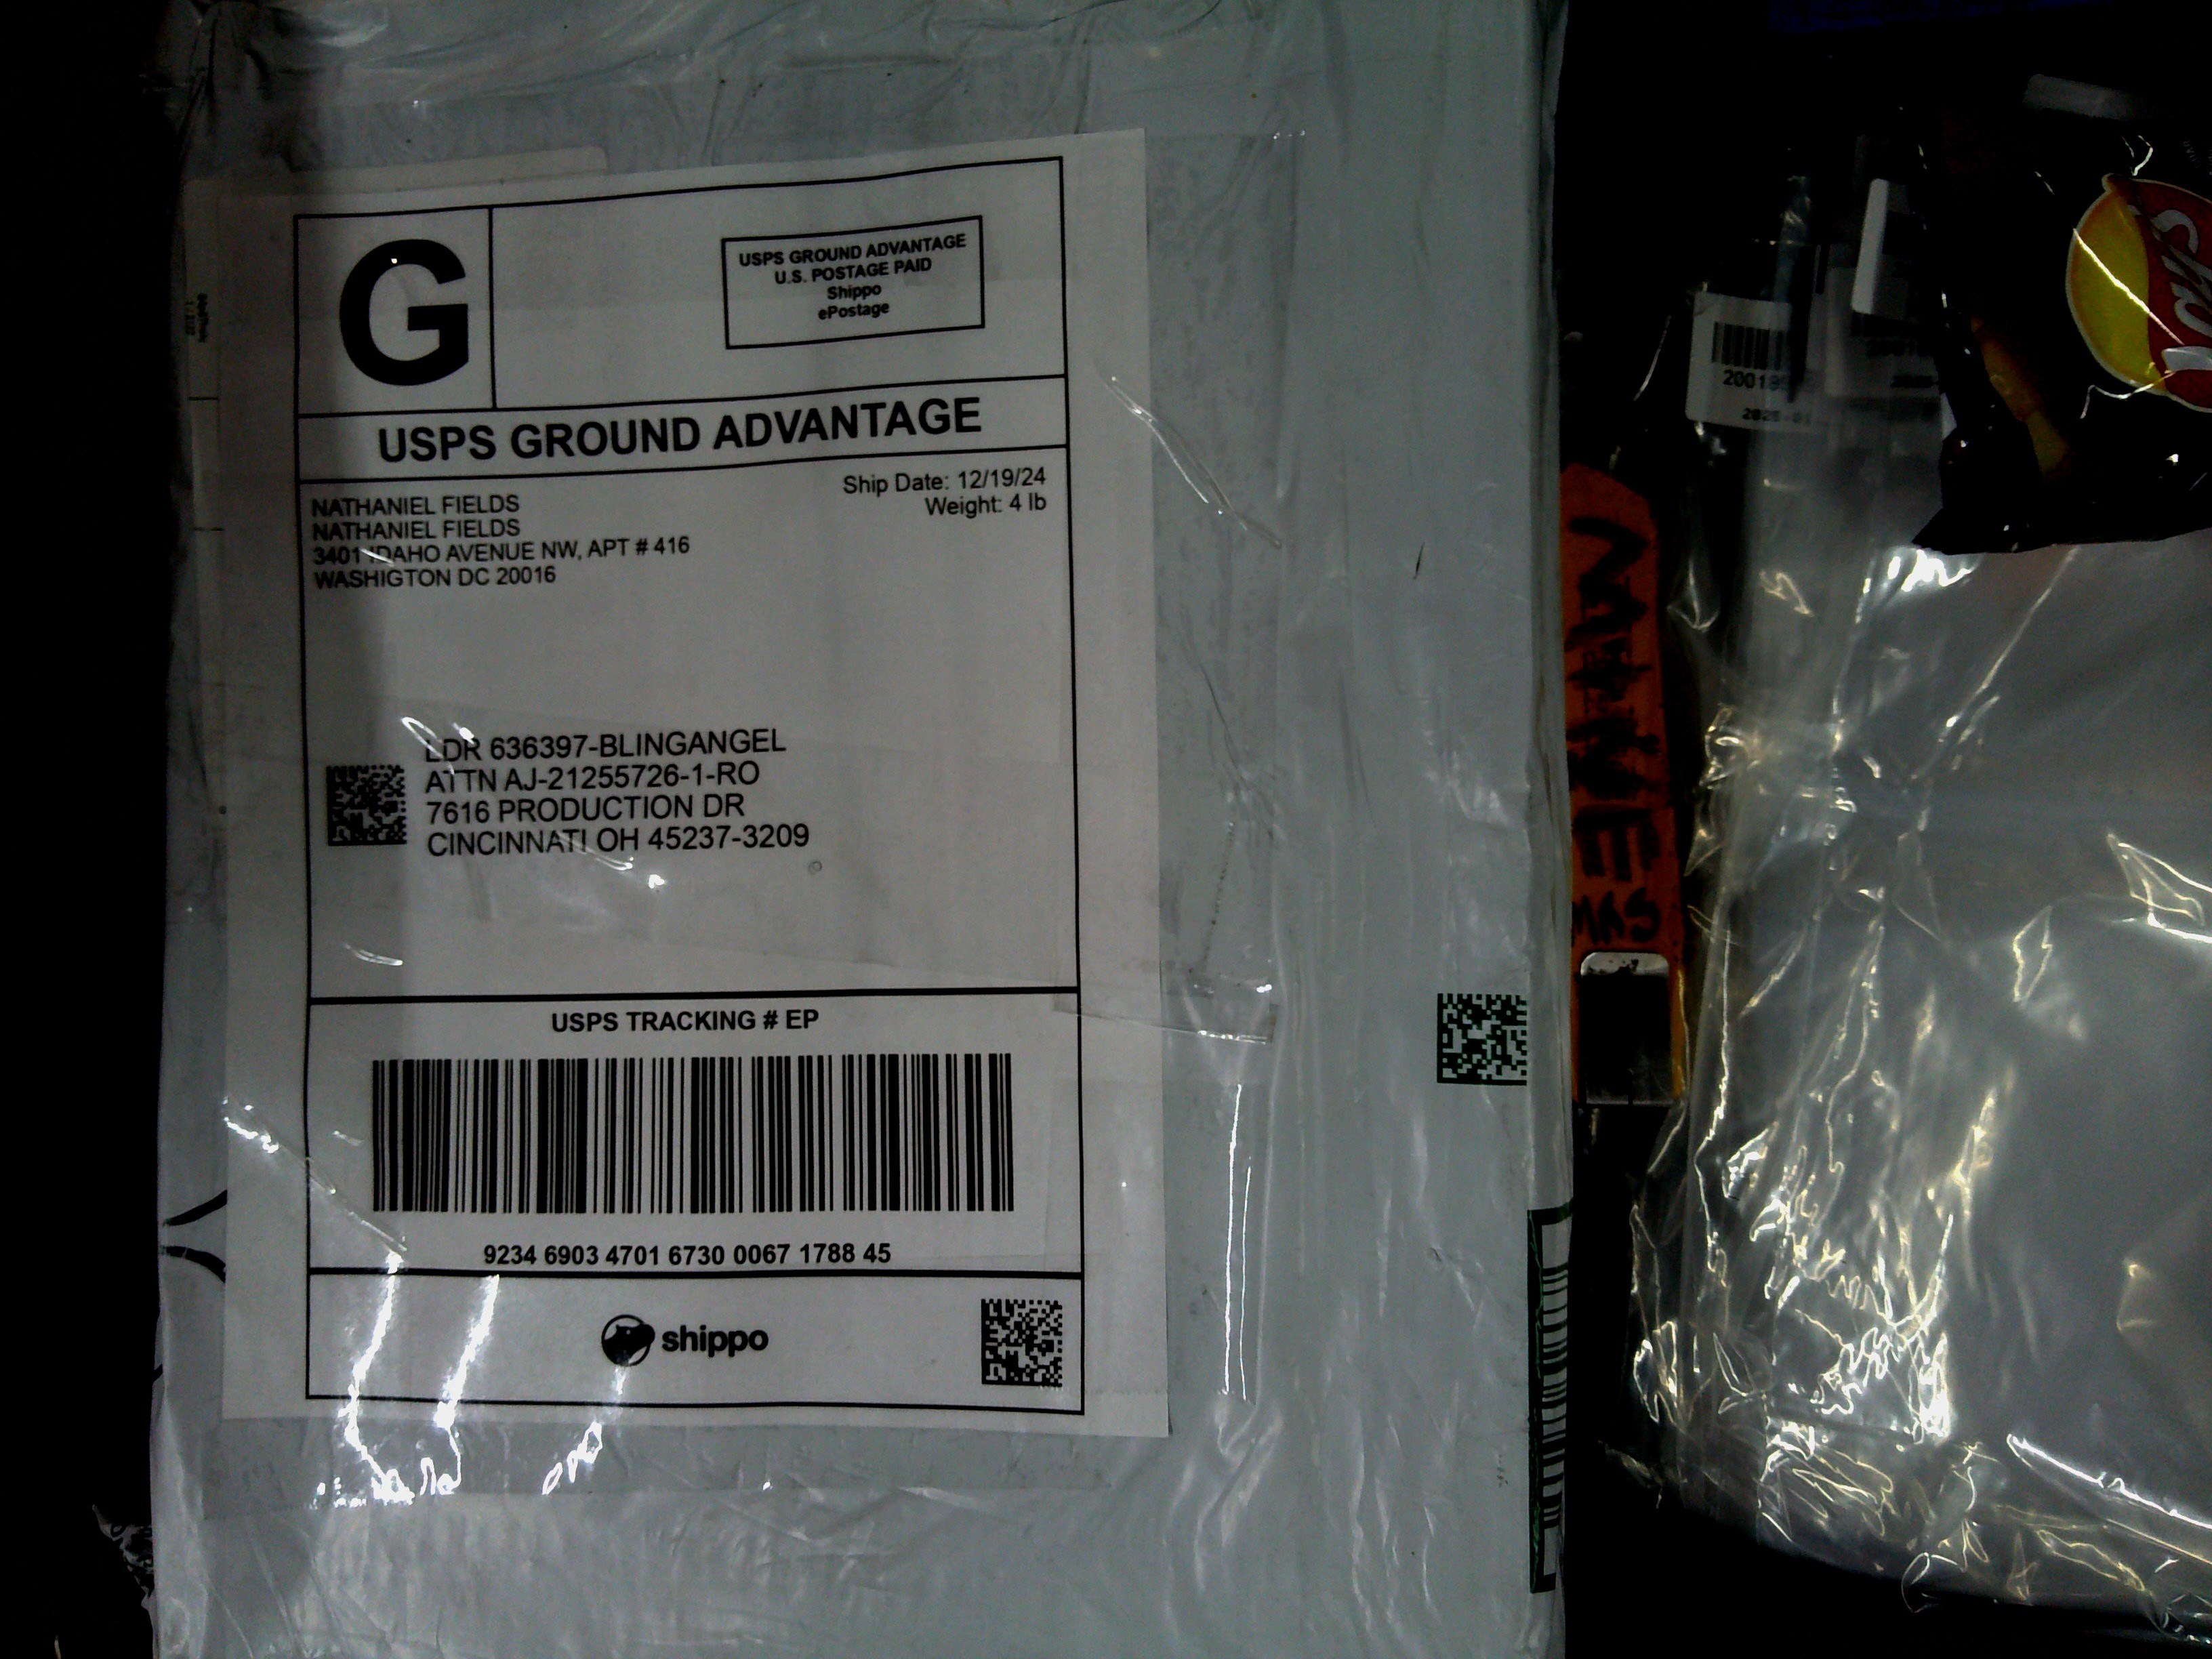 G
USPS GROUND ADVANTAGE
U.S. POSTAGE PAID
Shippo
ePostage
USPS GROUND ADVANTAGE
Ship Date: 12/19/24
Weight: 4 lb
NATHANIEL FIELDS
NATHANIEL FIELDS
3401 IDAHO AVENUE NW, APT # 416
WASHIGTON DC 20016
LDR 636397-BLINGANGEL
ATTN AJ-21255726-1-RO
7616 PRODUCTION DR
CINCINNATI OH 45237-3209
USPS TRACKING # EP
9234 6903 4701 6730 0067 1788 45
shippo